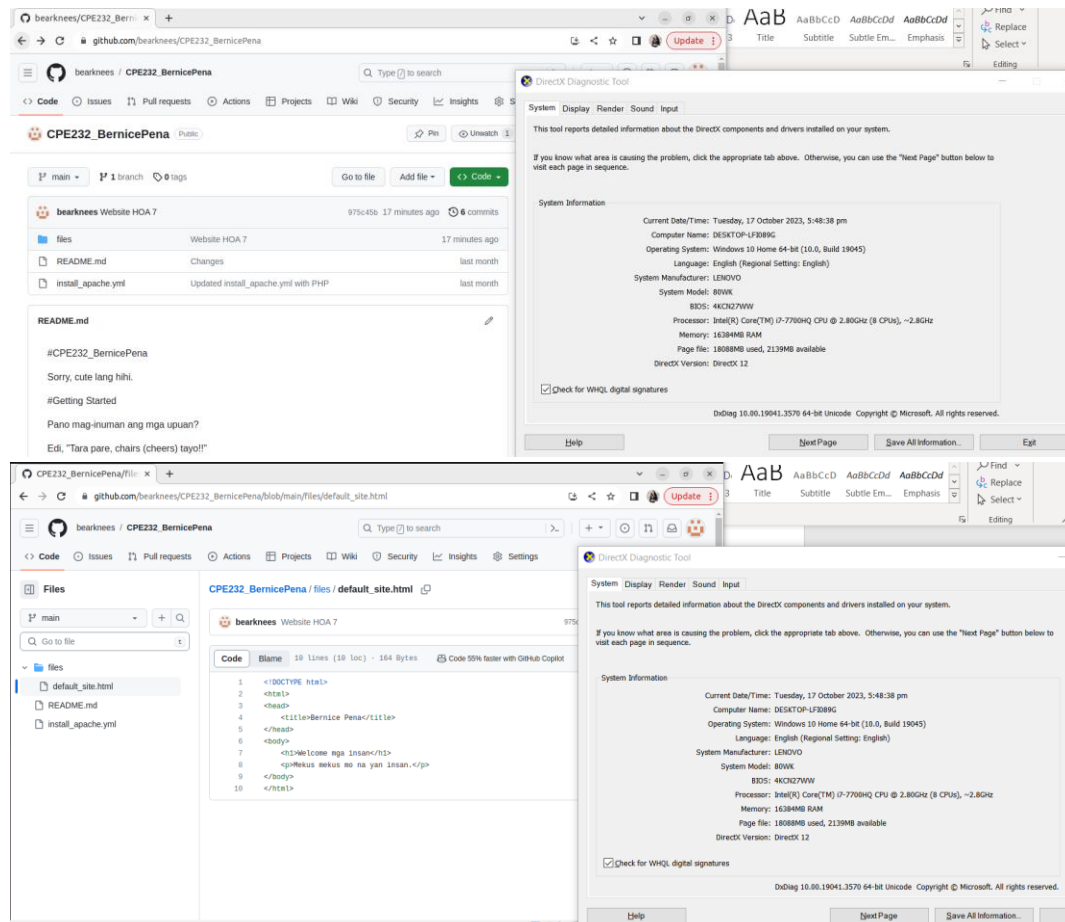 bearknees/CPE232_Berni
github.com/bearknees/CPE232_BernicePena
Update
AaB AaBbCcD AaBbCcDd AaBbCcDd
3 Title Subtitle Subtle Em... Emphasis
Find
Replace
Select
Editing
bearknees / CPE232_BernicePena
Type / to search
Code Issues Pull requests Actions Projects Wiki Security Insights S
CPE232_BernicePena Public
Pin Unwatch 1
main 1 branch 0 tags
Go to file Add file Code
bearknees Website HOA 7 975c45b 17 minutes ago 6 commits
files Website HOA 7 17 minutes ago
README.md Changes last month
install_apache.yml Updated install_apache.yml with PHP last month
README.md
#CPE232_BernicePena
Sorry, cute lang hihi.
#Getting Started
Pano mag-inuman ang mga upuan?
Edi, "Tara pare, chairs (cheers) tayo!!"
DirectX Diagnostic Tool
System Display Render Sound Input
This tool reports detailed information about the DirectX components and drivers installed on your system.
If you know what area is causing the problem, click the appropriate tab above. Otherwise, you can use the "Next Page" button below to
visit each page in sequence.
System Information
Current Date/Time: Tuesday, 17 October 2023, 5:48:38 pm
Computer Name: DESKTOP-LFI089G
Operating System: Windows 10 Home 64-bit (10.0, Build 19045)
Language: English (Regional Setting: English)
System Manufacturer: LENOVO
System Model: 80WK
BIOS: 4KCN27WW
Processor: Intel(R) Core(TM) i7-7700HQ CPU @ 2.80GHz (8 CPUs), ~2.8GHz
Memory: 16384MB RAM
Page file: 18088MB used, 2139MB available
DirectX Version: DirectX 12
Check for WHQL digital signatures
DxDiag 10.00.19041.3570 64-bit Unicode Copyright © Microsoft. All rights reserved.
Help Next Page Save All Information... Exit
CPE232_BernicePena/file
github.com/bearknees/CPE232_BernicePena/blob/main/files/default_site.html
Update
AaB AaBbCcD AaBbCcDd AaBbCcDd
3 Title Subtitle Subtle Em... Emphasis
Find
Replace
Select
Editing
bearknees / CPE232_BernicePena
Type / to search
Code Issues Pull requests Actions Projects Wiki Security Insights Settings
Files
main
Go to file t
files
default_site.html
README.md
install_apache.yml
CPE232_BernicePena / files / default_site.html
bearknees Website HOA 7
Code Blame 10 lines (10 loc) · 164 Bytes Code 55% faster with GitHub Copilot
1 <!DOCTYPE html>
2 <html>
3 <head>
4 <title>Bernice Pena</title>
5 </head>
6 <body>
7 <h1>Welcome mga insan</h1>
8 <p>Mekus mekus mo na yan insan.</p>
9 </body>
10 </html>
DirectX Diagnostic Tool
System Display Render Sound Input
This tool reports detailed information about the DirectX components and drivers installed on your system.
If you know what area is causing the problem, click the appropriate tab above. Otherwise, you can use the "Next Page" button below to
visit each page in sequence.
System Information
Current Date/Time: Tuesday, 17 October 2023, 5:48:38 pm
Computer Name: DESKTOP-LFI089G
Operating System: Windows 10 Home 64-bit (10.0, Build 19045)
Language: English (Regional Setting: English)
System Manufacturer: LENOVO
System Model: 80WK
BIOS: 4KCN27WW
Processor: Intel(R) Core(TM) i7-7700HQ CPU @ 2.80GHz (8 CPUs), ~2.8GHz
Memory: 16384MB RAM
Page file: 18088MB used, 2139MB available
DirectX Version: DirectX 12
Check for WHQL digital signatures
DxDiag 10.00.19041.3570 64-bit Unicode Copyright © Microsoft. All rights reserved.
Help Next Page Save All Information...